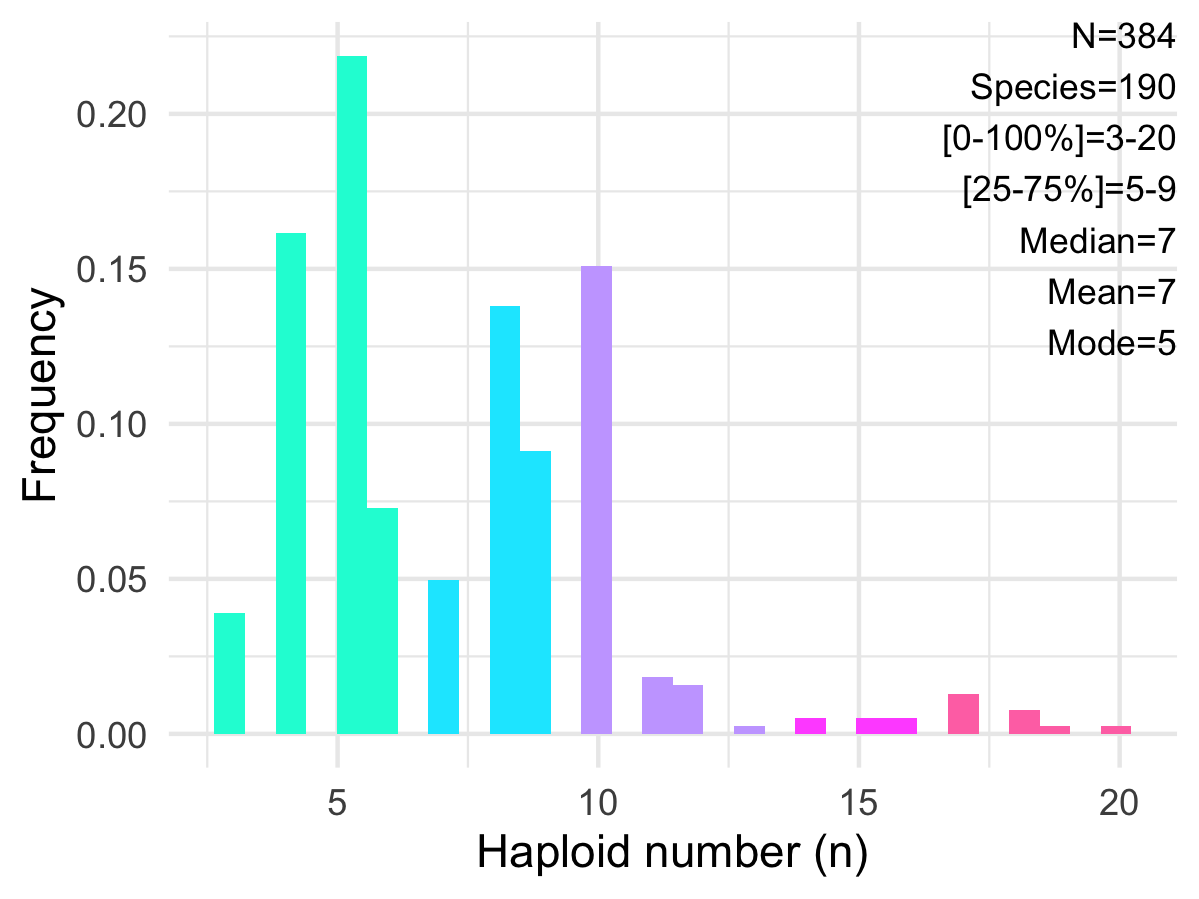 N=384
Species=190
[0-100%]=3-20
[25-75%]=5-9
Median=7
Mean=7
Mode=5
Frequency
0.20
0.15
0.10
0.05
0.00
5 10 15 20
Haploid number (n)